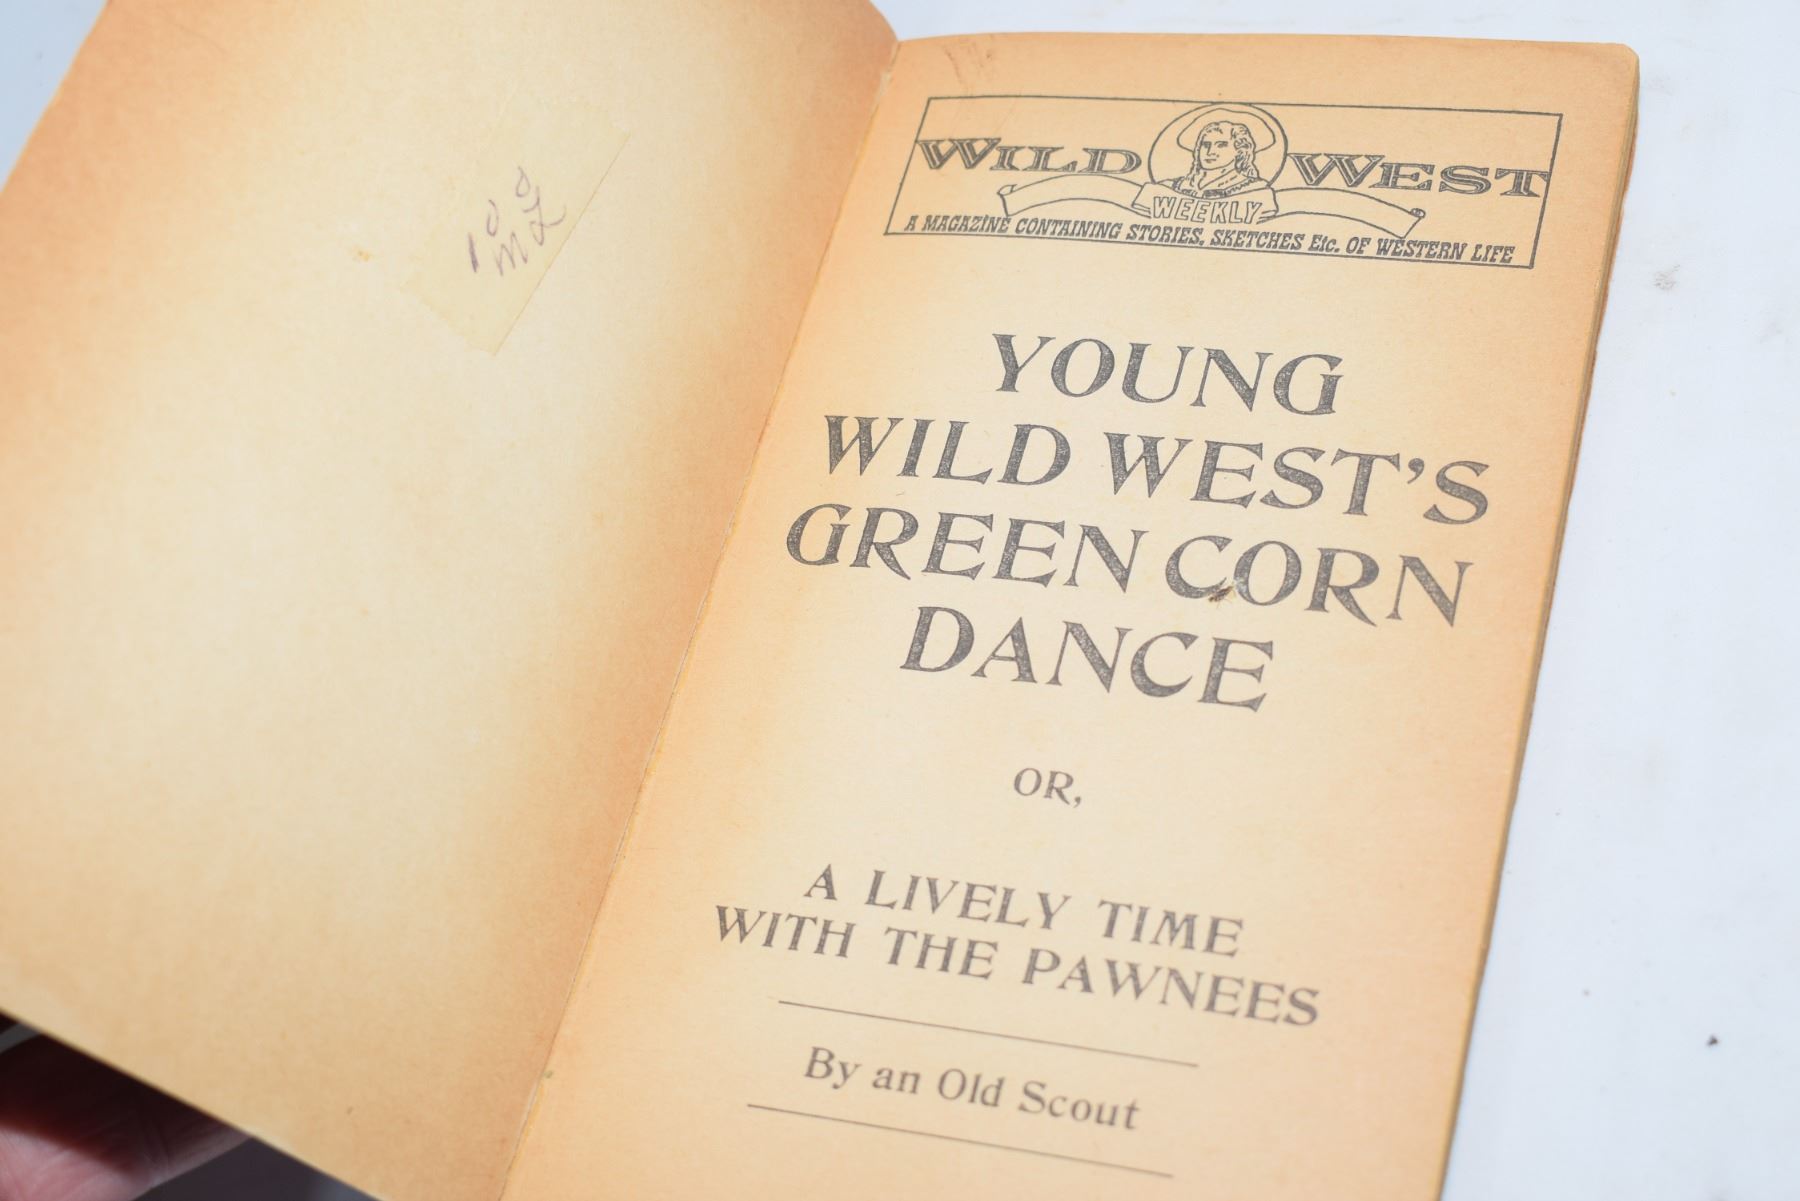 WILD WEST
WEEKLY
A MAGAZINE CONTAINING STORIES, SKETCHES Etc. OF WESTERN LIFE
YOUNG
WILD WEST'S
GREEN CORN
DANCE
OR,
A LIVELY TIME
WITH THE PAWNEES
By an Old Scout